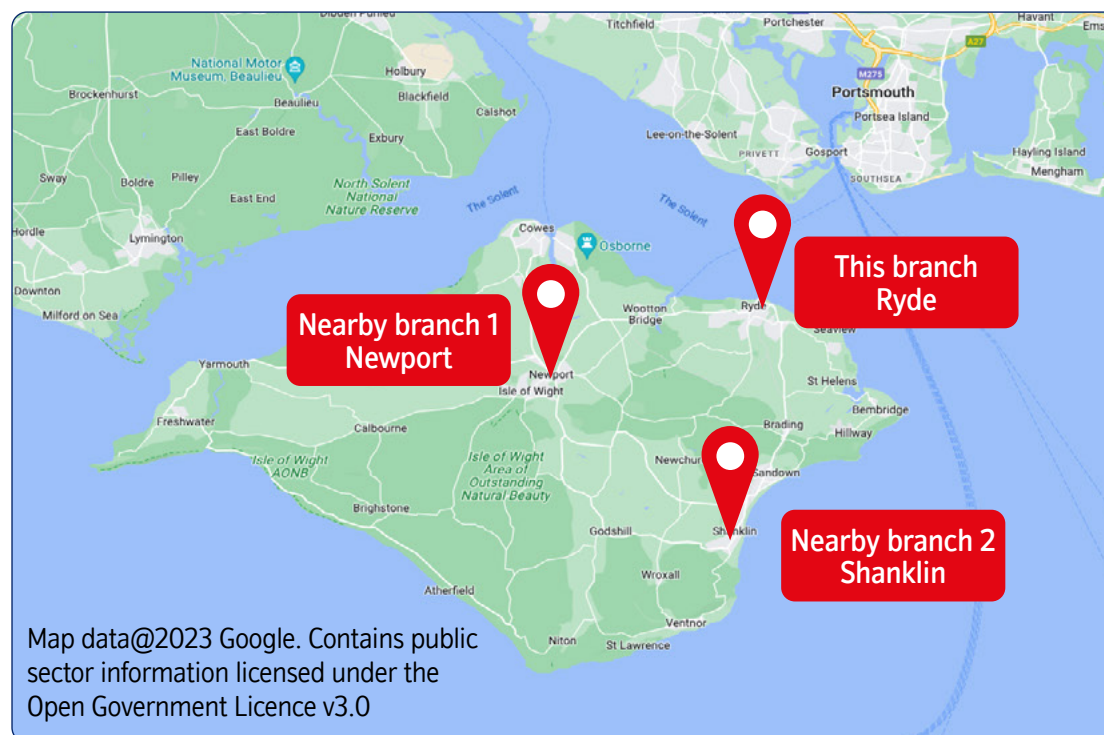 Dibden Purlieu
Titchfield
Portchester
Havant
Ems
A27
National Motor
Museum, Beaulieu
Holbury
M275
Brockenhurst
Beaulieu
Blackfield
Portsmouth
Calshot
Portsea Island
East Boldre
Exbury
Lee-on-the-Solent
PRIVETT
Gosport
Hayling Island
Sway
Boldre
Pilley
Mengham
SOUTHSEA
East End
North Solent
National
Nature Reserve
The Solent
The Solent
Hordle
Lymington
Cowes
Osborne
This branch
Ryde
Downton
Milford on Sea
Nearby branch 1
Newport
Wootton
Bridge
Ryde
Seaview
Yarmouth
Newport
Isle of Wight
St Helens
Freshwater
Bembridge
Calbourne
Brading
Hillway
Isle of Wight
AONB
Isle of Wight
Area of
Outstanding
Natural Beauty
Newchur
Sandown
Brighstone
Godshill
Shanklin
Nearby branch 2
Shanklin
Wroxall
Atherfield
Ventnor
Niton
St Lawrence
Map data@2023 Google. Contains public
sector information licensed under the
Open Government Licence v3.0